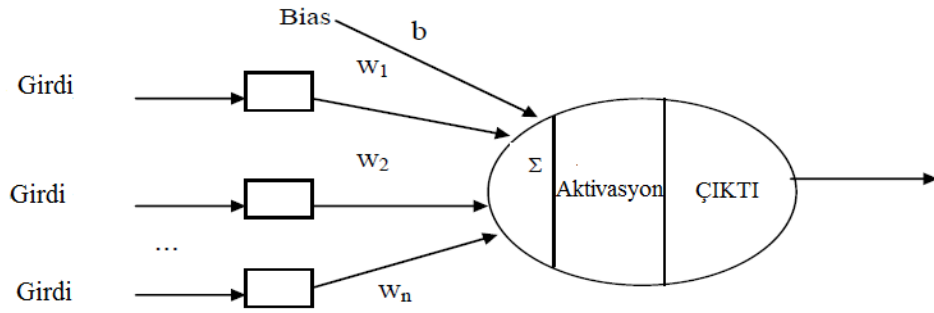 Bias
b
w1
Girdi
w2
Σ
Aktivasyon
ÇIKTI
Girdi
...
Girdi
wn